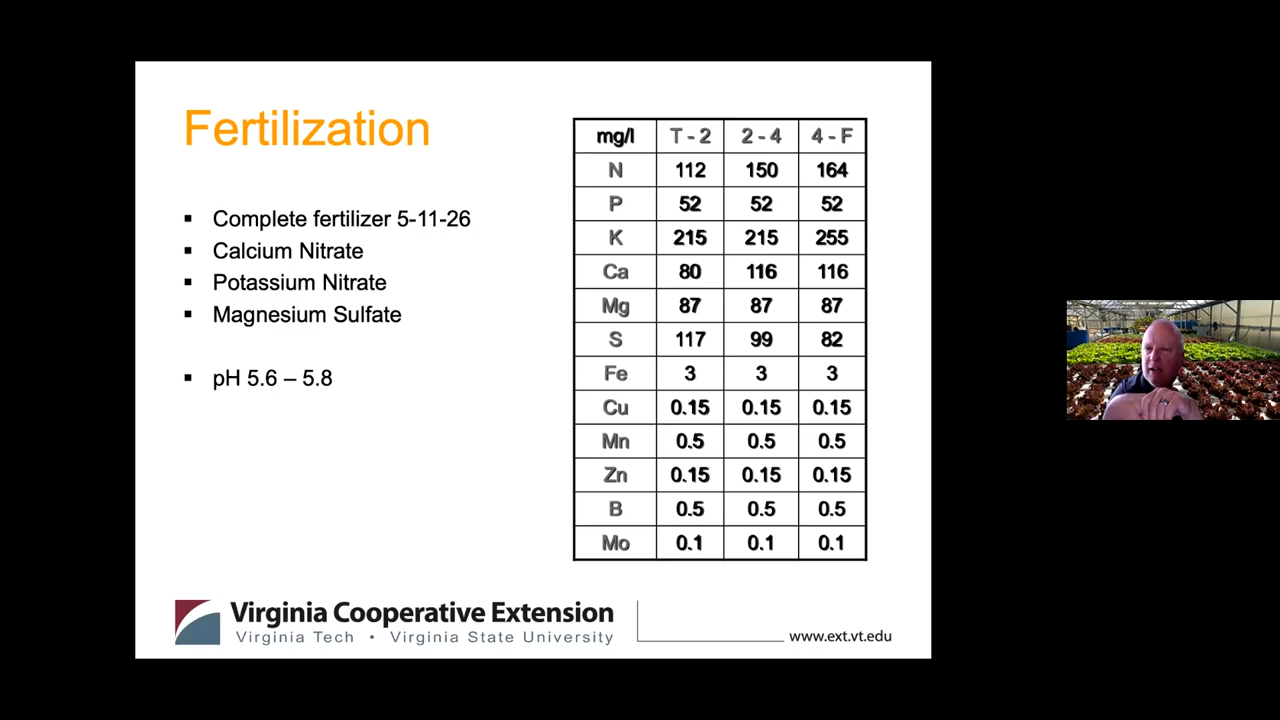 Fertilization
▪ Complete fertilizer 5-11-26
▪ Calcium Nitrate
▪ Potassium Nitrate
▪ Magnesium Sulfate
▪ pH 5.6 – 5.8
mg/l T - 2 2 - 4 4 - F
N 112 150 164
P 52 52 52
K 215 215 255
Ca 80 116 116
Mg 87 87 87
S 117 99 82
Fe 3 3 3
Cu 0.15 0.15 0.15
Mn 0.5 0.5 0.5
Zn 0.15 0.15 0.15
B 0.5 0.5 0.5
Mo 0.1 0.1 0.1
Virginia Cooperative Extension
Virginia Tech • Virginia State University
www.ext.vt.edu